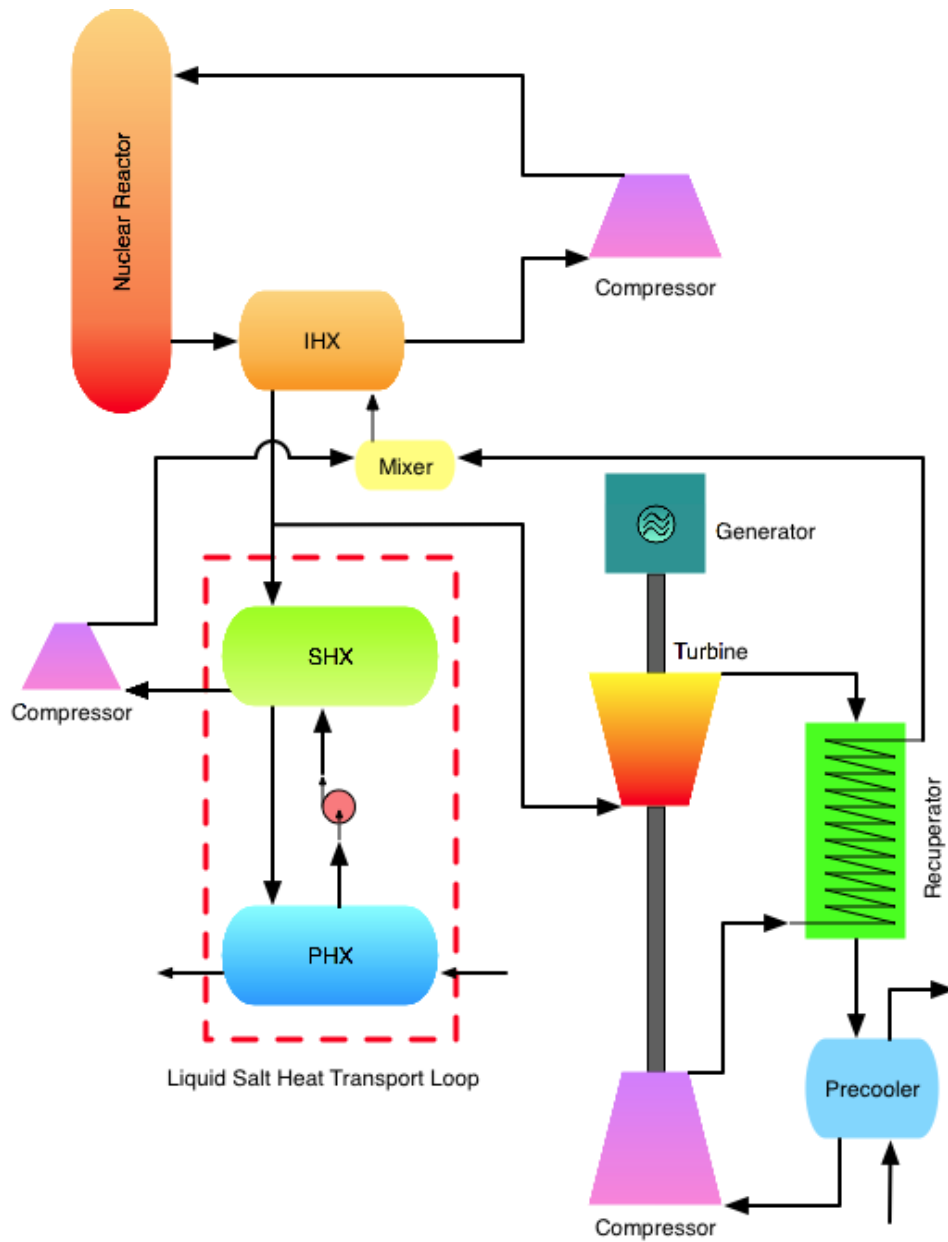 Nuclear Reactor
Compressor
IHX
Mixer
Generator
SHX
Turbine
Compressor
Recuperator
PHX
Liquid Salt Heat Transport Loop
Precooler
Compressor